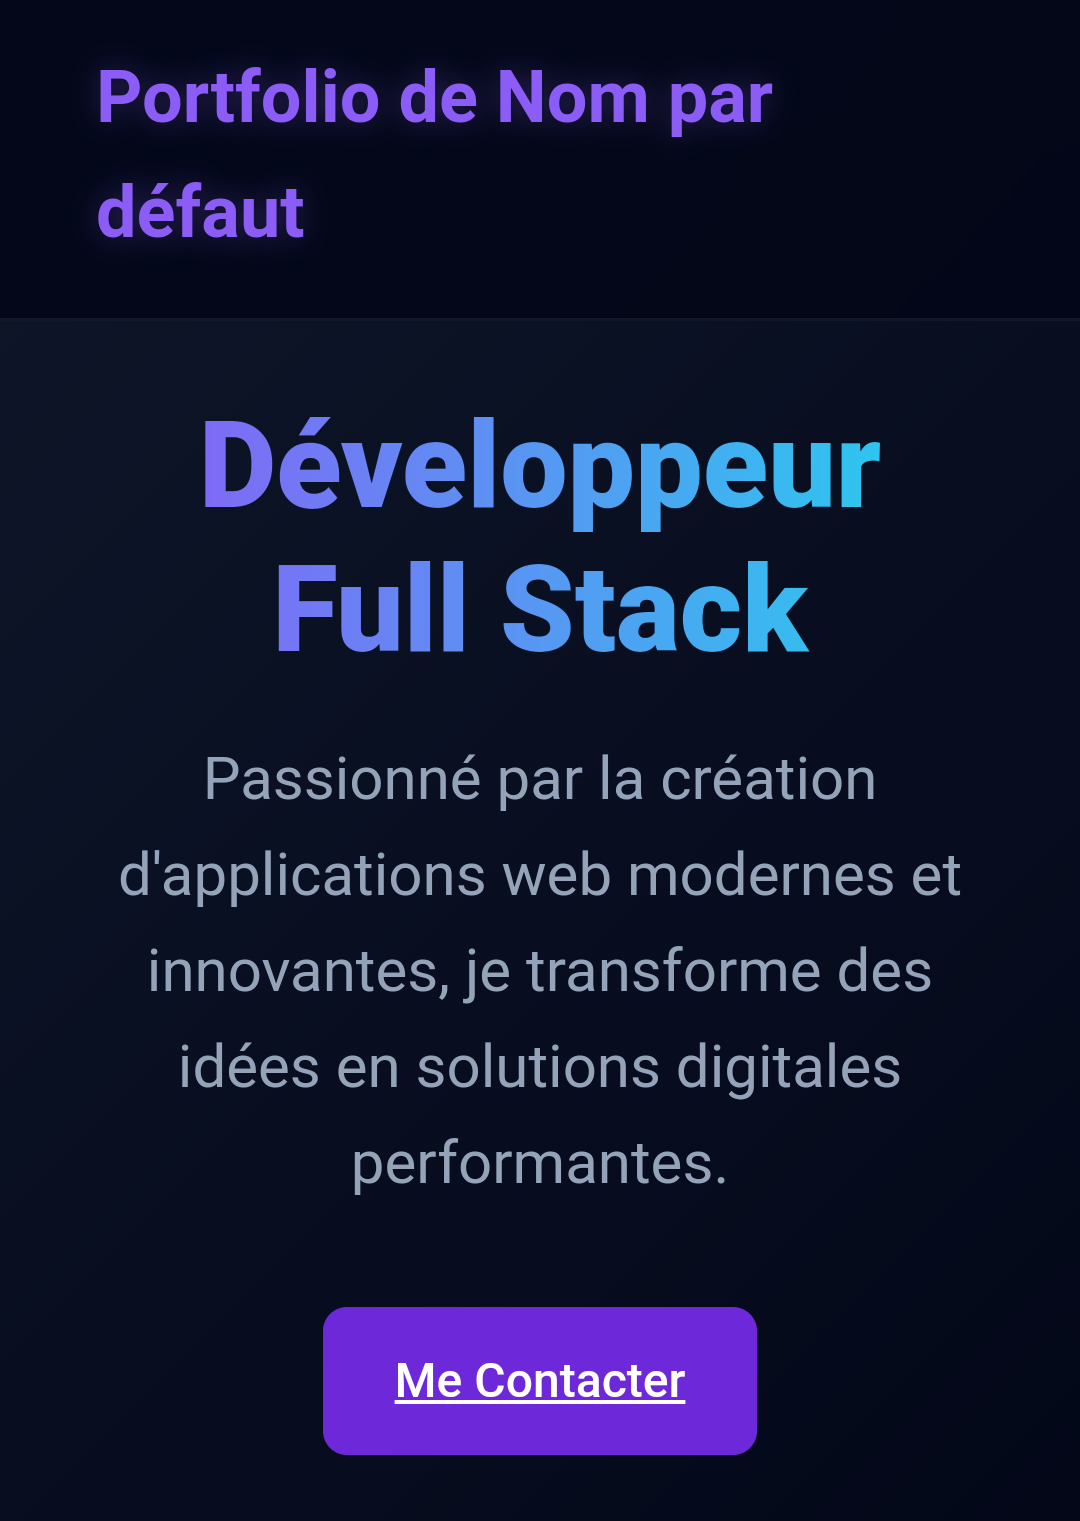 Portfolio de Nom par
défaut
Développeur
Full Stack
Passionné par la création
d'applications web modernes et
innovantes, je transforme des
idées en solutions digitales
performantes.
Me Contacter